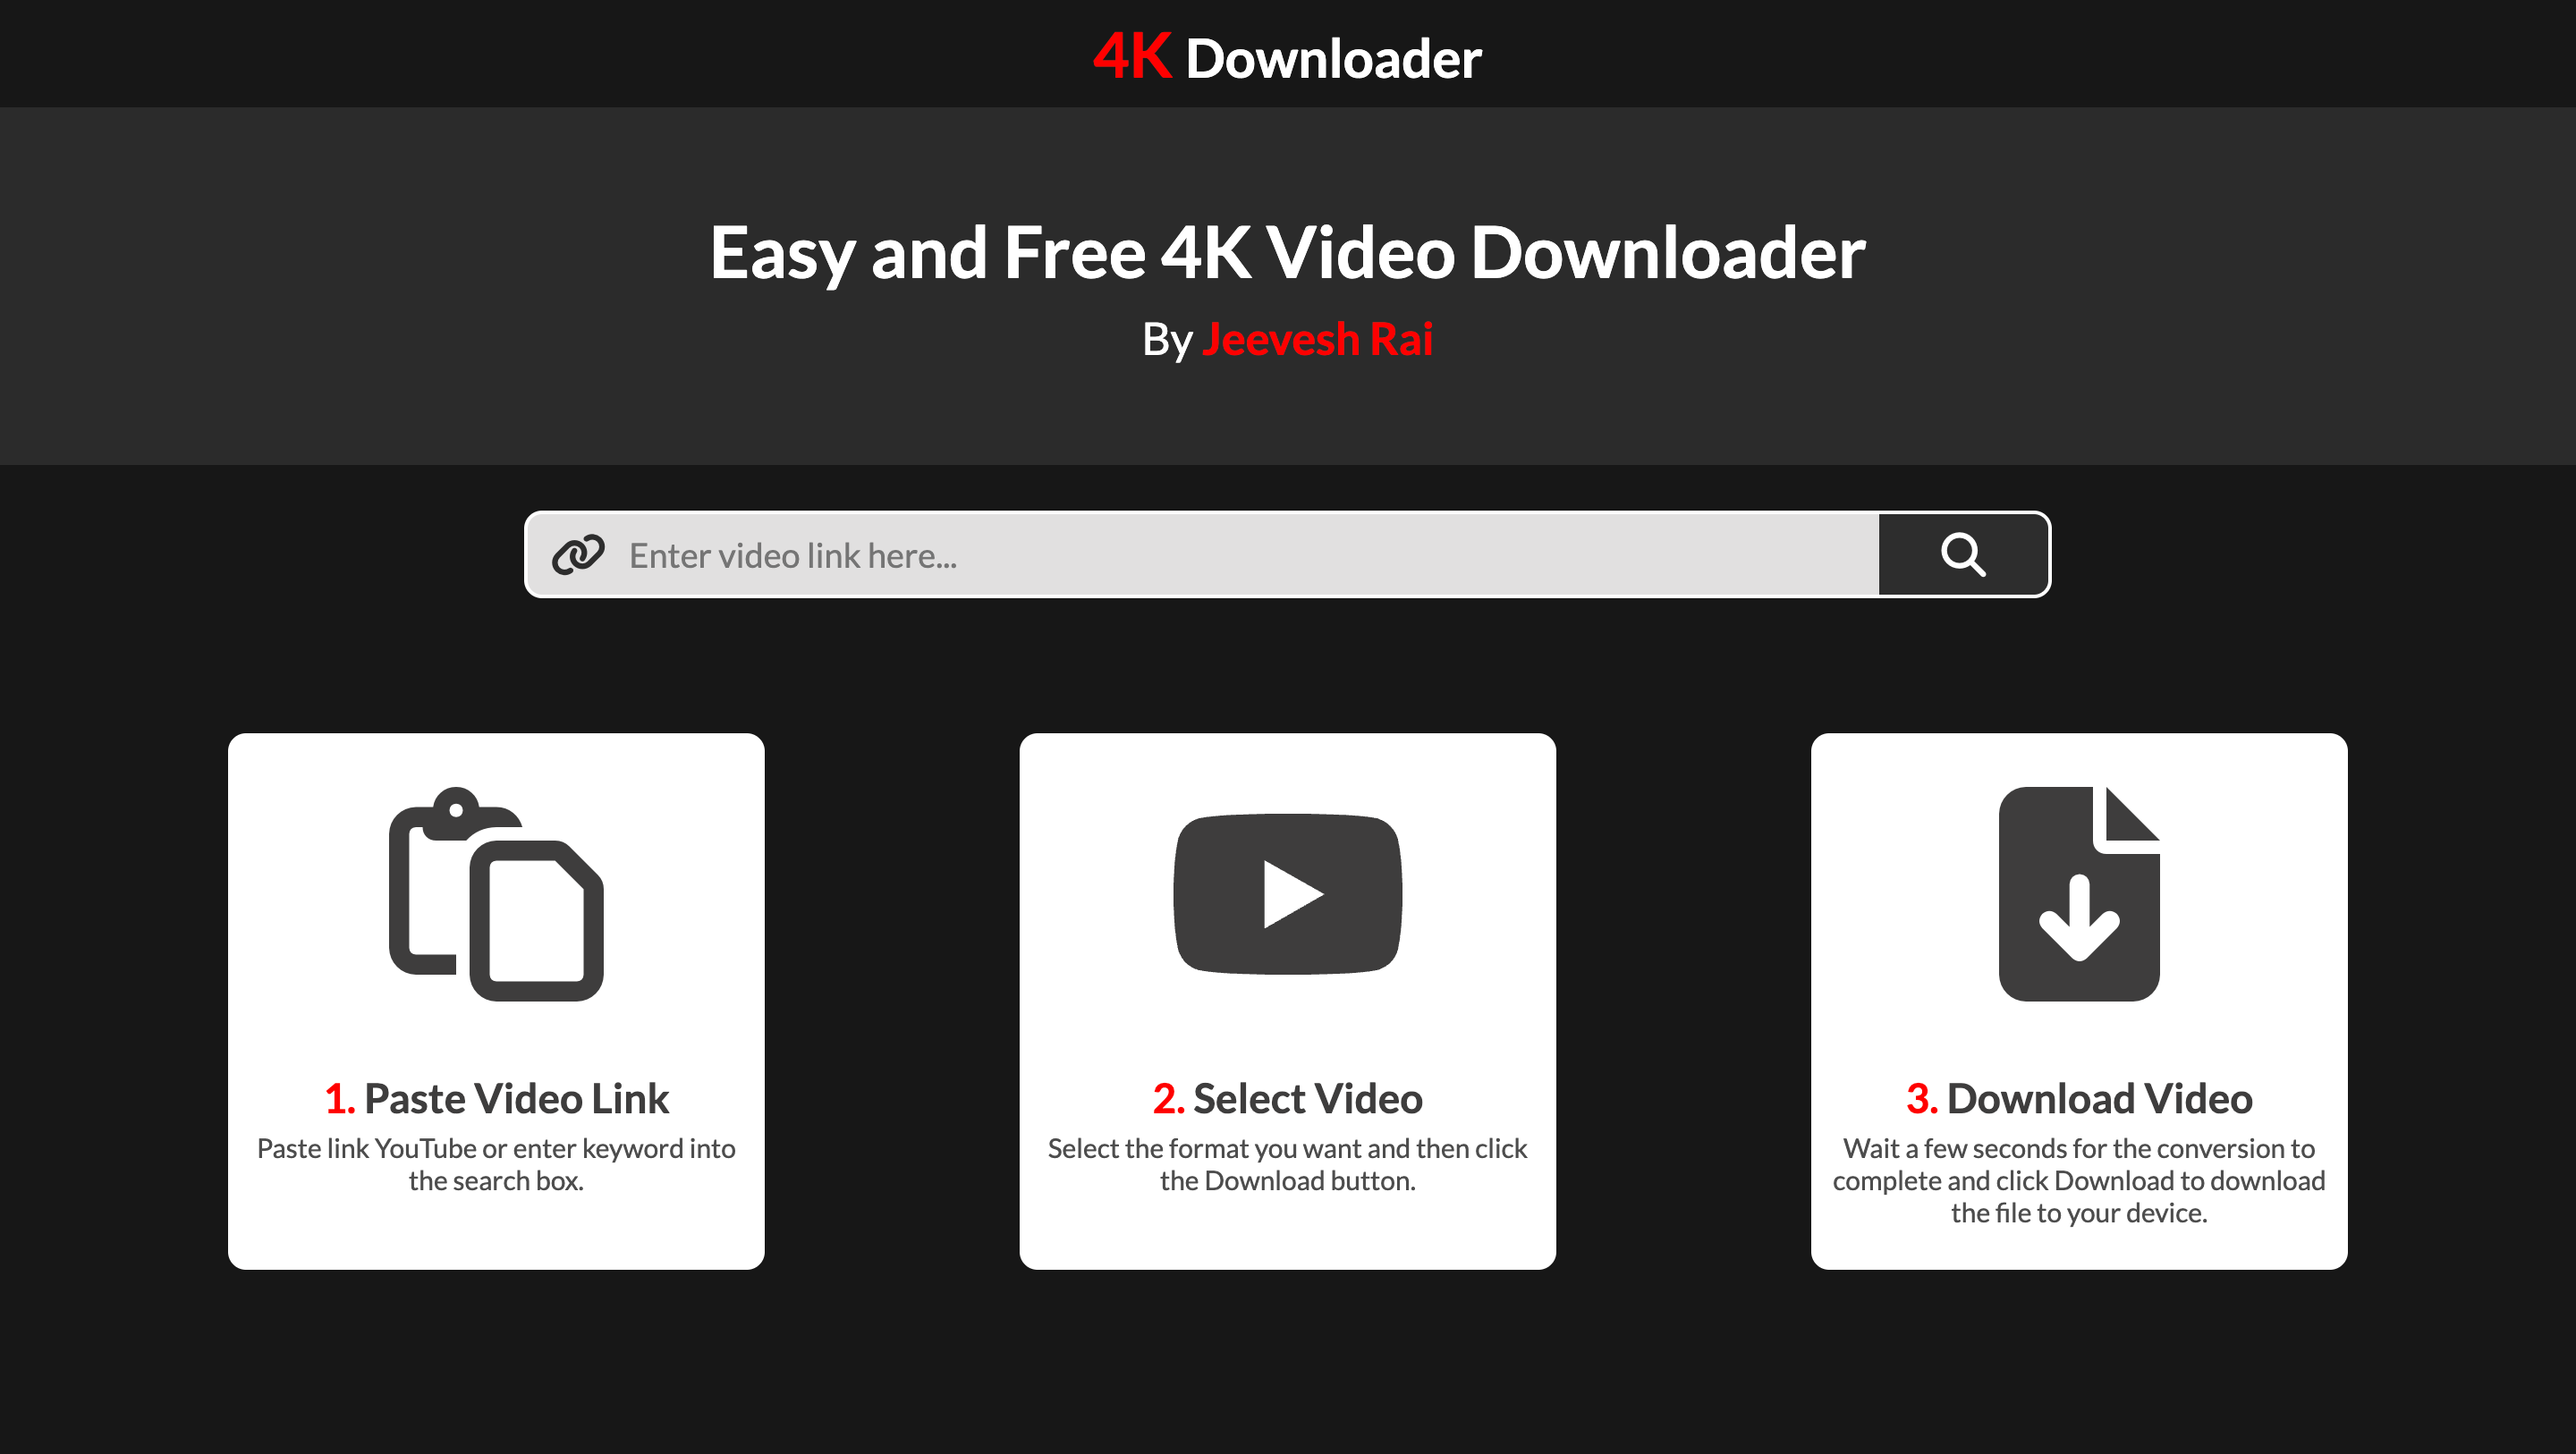 4K Downloader
Easy and Free 4K Video Downloader
By Jeevesh Rai
Enter video link here...
1. Paste Video Link
Paste link YouTube or enter keyword into
the search box.
2. Select Video
Select the format you want and then click
the Download button.
3. Download Video
Wait a few seconds for the conversion to
complete and click Download to download
the file to your device.